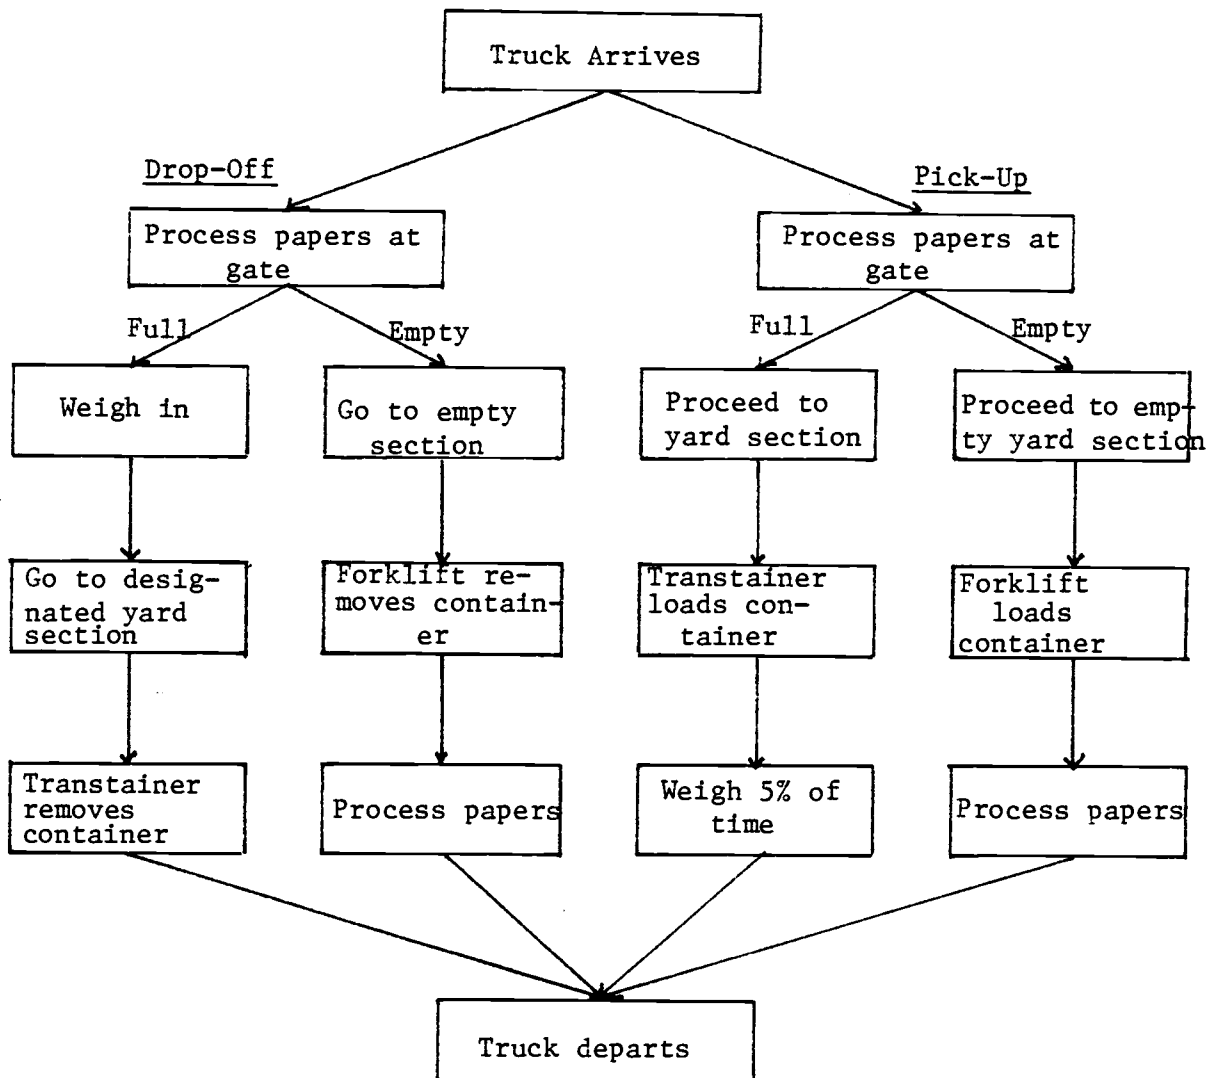 Truck Arrives
Drop-Off
Pick-Up
Process papers at
gate
Process papers at
gate
Full
Empty
Full
Empty
Weigh in
Go to empty
section
Proceed to
yard section
Proceed to emp-
ty yard section
Go to desig-
nated yard
section
Forklift re-
moves contain-
er
Transtainer
loads con-
tainer
Forklift
loads
container
Transtainer
removes
container
Process papers
Weigh 5% of
time
Process papers
Truck departs